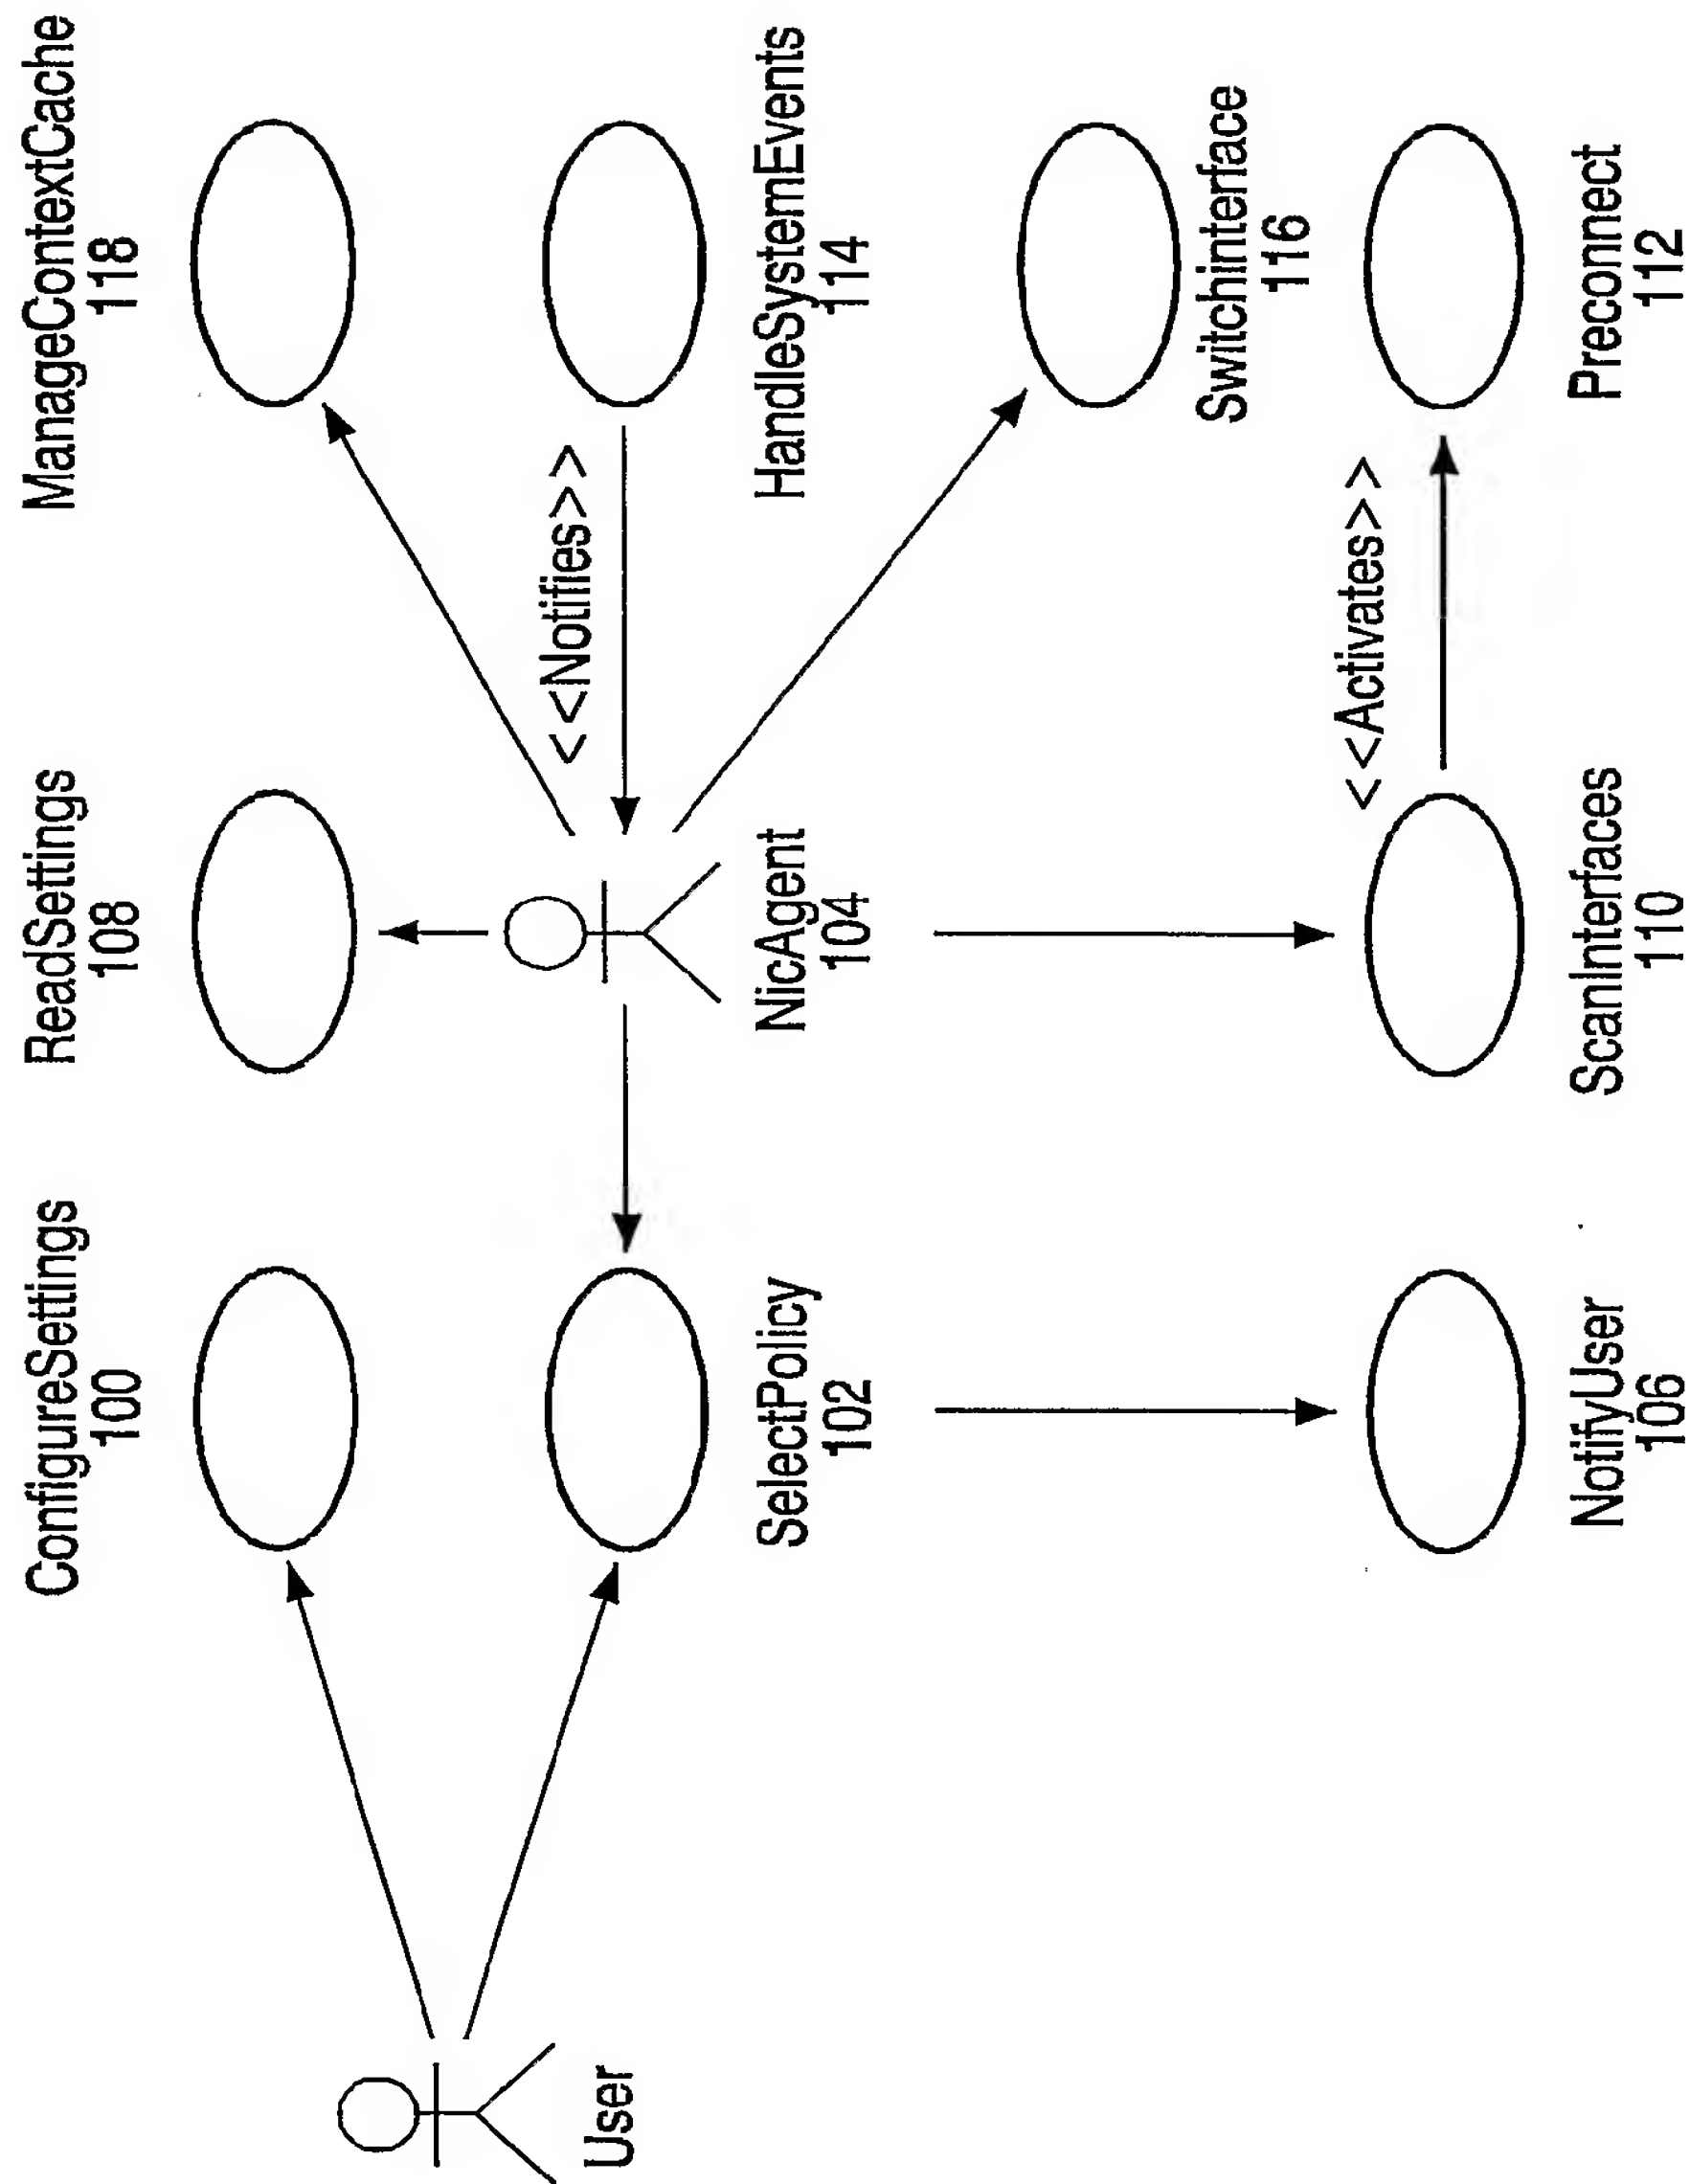 ConfigureSettings
100
ReadSettings
108
ManageContextCache
118
<<Notifies>>
User
SelectPolicy
102
NicAgent
104
HandleSystemEvents
114
Switchinterface
116
<<Activates>>
NotifyUser
106
ScanInterfaces
110
Preconnect
112